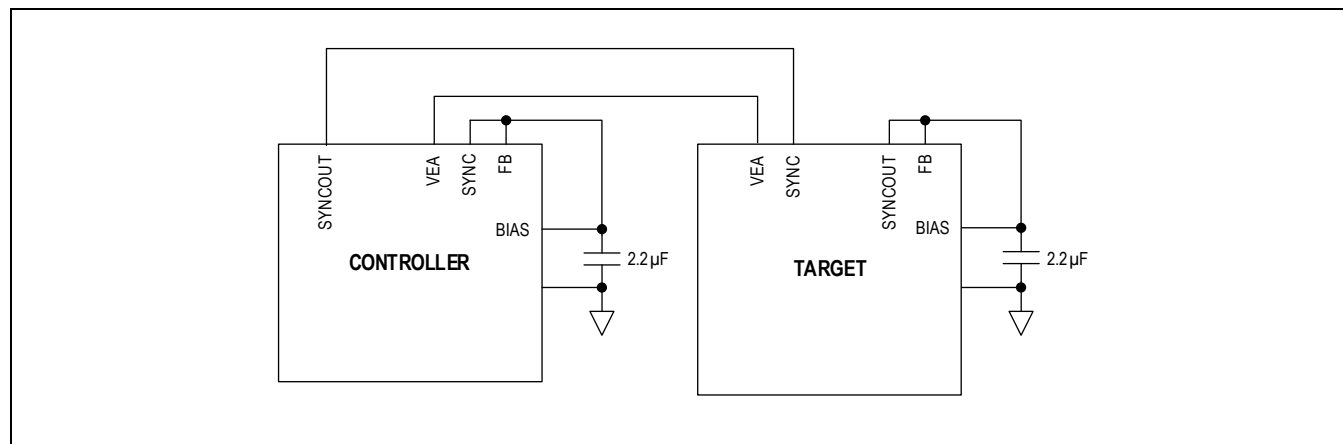 SYNCOUT
VEA
SYNC
FB
BIAS
CONTROLLER
2.2µF
VEA
SYNC
SYNCOUT
FB
BIAS
TARGET
2.2µF